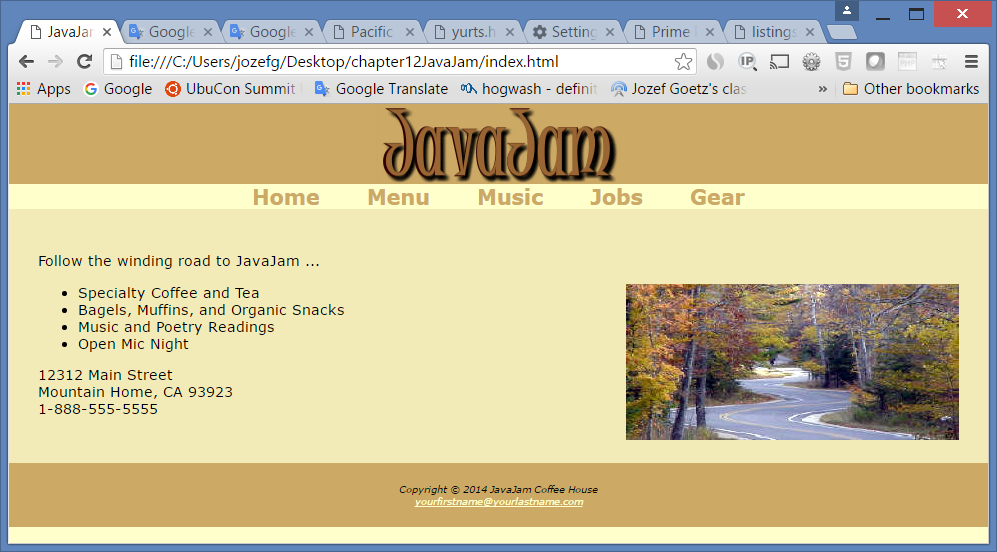 JavaJar Google Google Pacific yurts.h Setting Prime listings
file:///C:/Users/jozefg/Desktop/chapter12JavaJam/index.html
Apps Google UbuCon Summit Google Translate hogwash - definit Jozef Goetz's clas » Other bookmarks
JavaJam
Home Menu Music Jobs Gear
Follow the winding road to JavaJam ...
• Specialty Coffee and Tea
• Bagels, Muffins, and Organic Snacks
• Music and Poetry Readings
• Open Mic Night
12312 Main Street
Mountain Home, CA 93923
1-888-555-5555
Copyright © 2014 JavaJam Coffee House
yourfirstname@yourlastname.com